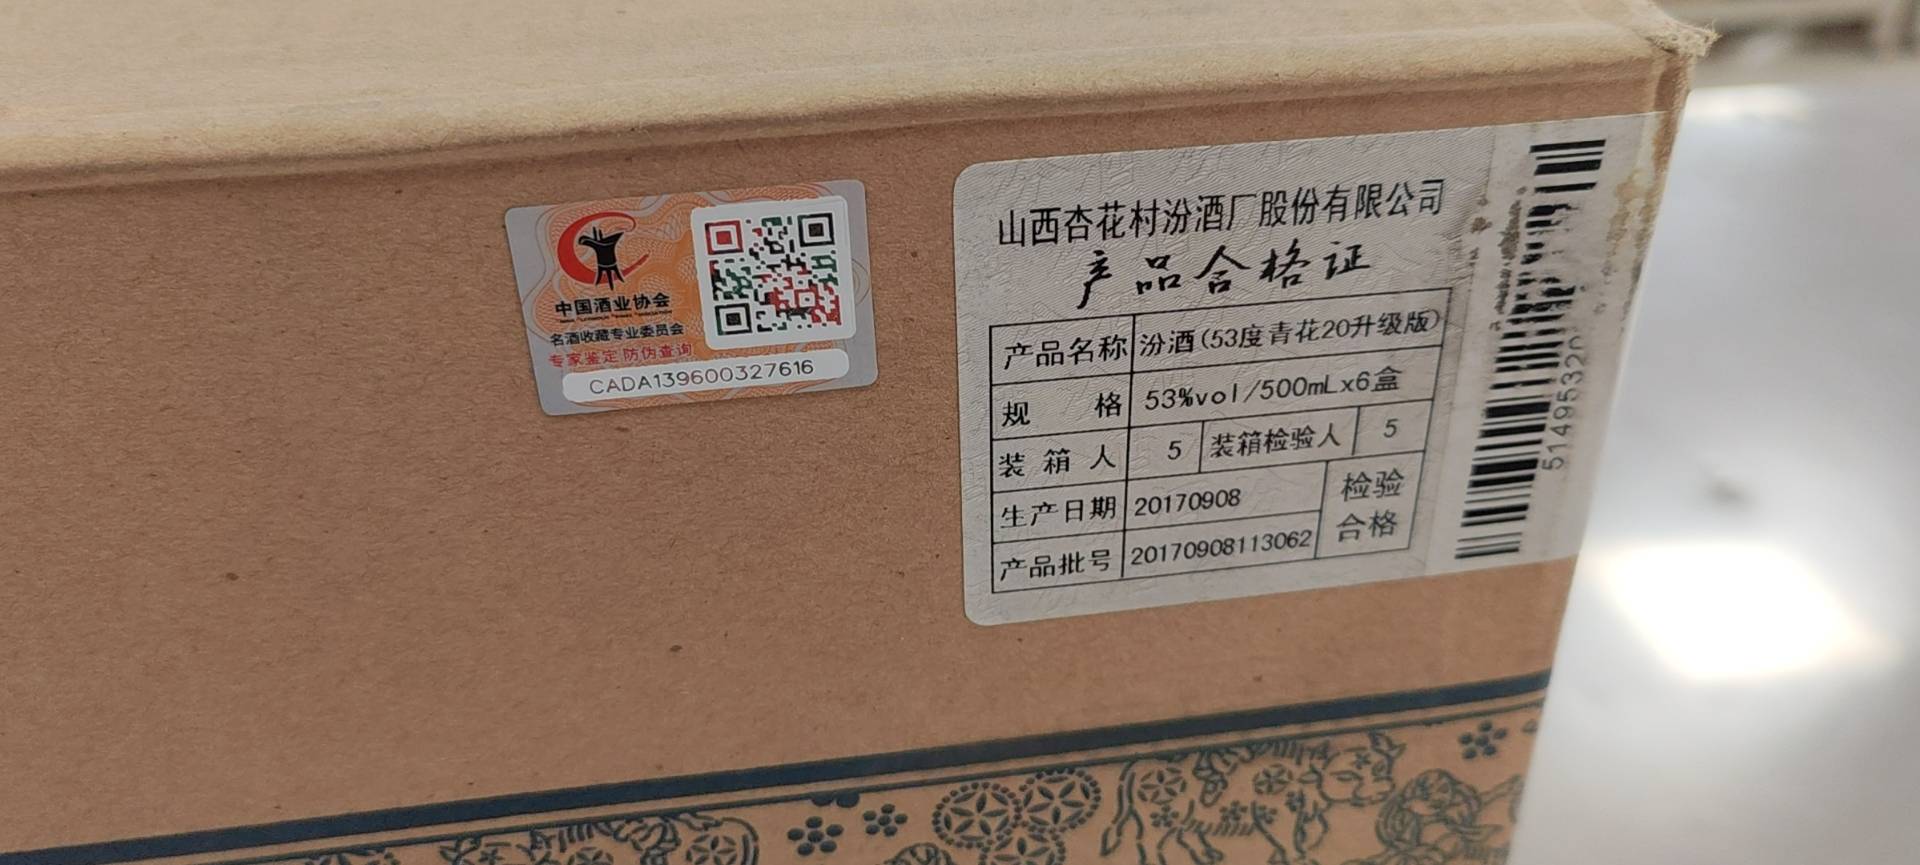 中国酒业协会
名酒收藏专业委员会
专家鉴定 防伪查询
CADA139600327616
山西杏花村汾酒厂股份有限公司
产品合格证
产品名称 汾酒(53度青花20升级版)
规 格 53%vol/500mLx6盒
装 箱 人 5 装箱检验人 5
生产日期 20170908 检验
产品批号 20170908113062 合格